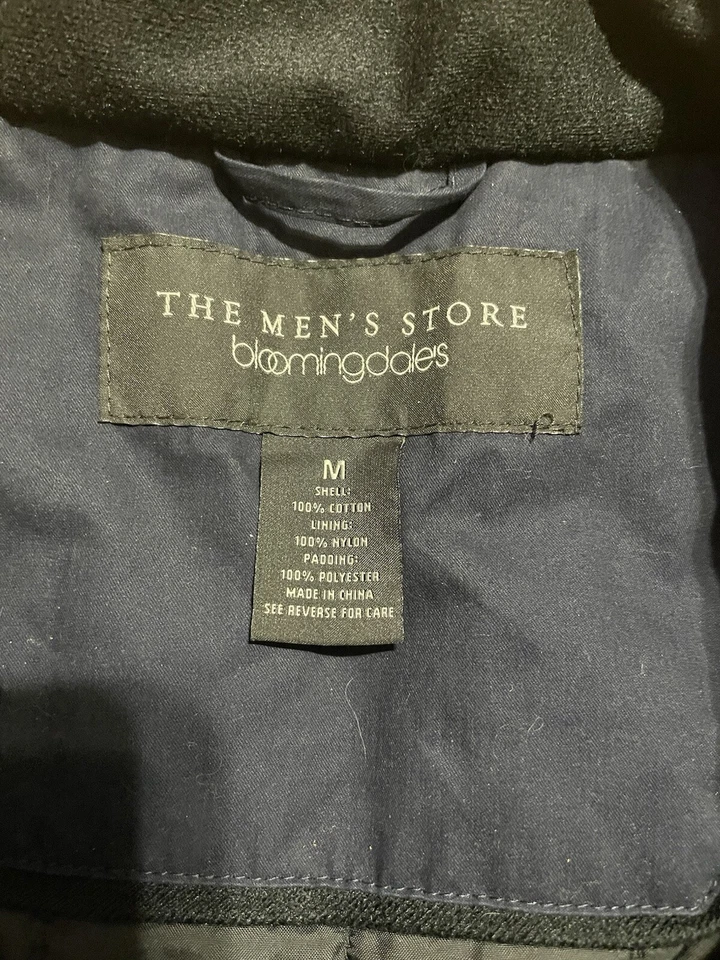 THE MEN'S STORE
bloomingdale's
M
SHELL:
100% COTTON
LINING:
100% NYLON
PADDING:
100% POLYESTER
MADE IN CHINA
SEE REVERSE FOR CARE